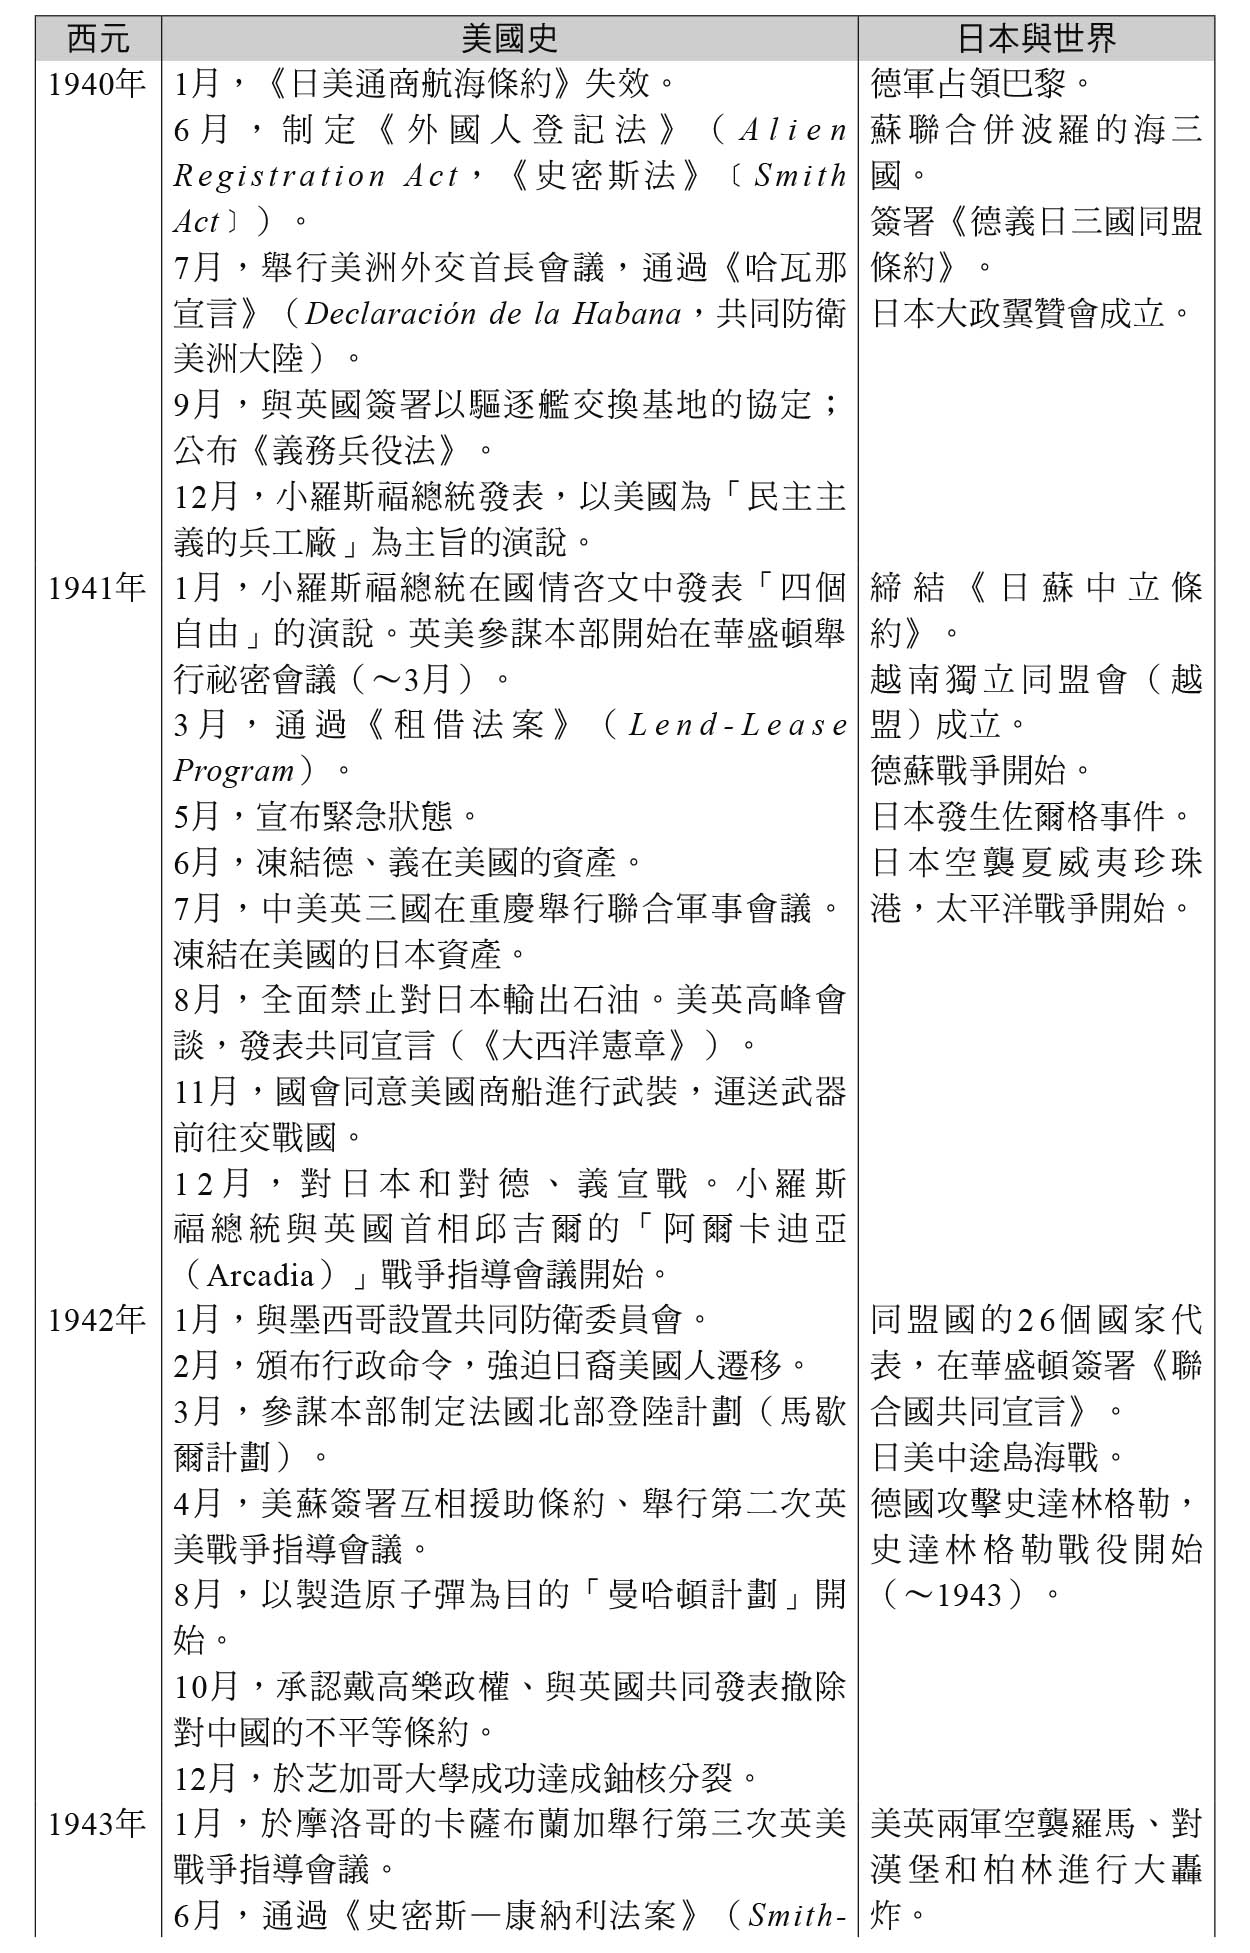 西元 美國史 日本與世界
1940年
1月，《日美通商航海條約》失效。
6月，制定《外國人登記法》（Alien
Registration Act，《史密斯法》〔Smith
Act〕）。
7月，舉行美洲外交首長會議，通過《哈瓦那
宣言》（Declaración de la Habana，共同防衛
美洲大陸）。
9月，與英國簽署以驅逐艦交換基地的協定；
公布《義務兵役法》。
12月，小羅斯福總統發表，以美國為「民主主
義的兵工廠」為主旨的演說。
德軍占領巴黎。
蘇聯合併波羅的海三
國。
簽署《德義日三國同盟
條約》。
日本大政翼贊會成立。
1941年
1月，小羅斯福總統在國情咨文中發表「四個
自由」的演說。英美參謀本部開始在華盛頓舉
行祕密會議（～3月）。
3月，通過《租借法案》（Lend-Lease
Program）。
5月，宣布緊急狀態。
6月，凍結德、義在美國的資產。
7月，中美英三國在重慶舉行聯合軍事會議。
凍結在美國的日本資產。
8月，全面禁止對日本輸出石油。美英高峰會
談，發表共同宣言（《大西洋憲章》）。
11月，國會同意美國商船進行武裝，運送武器
前往交戰國。
12月，對日本和對德、義宣戰。小羅斯
福總統與英國首相邱吉爾的「阿爾卡迪亞
（Arcadia）」戰爭指導會議開始。
締結《日蘇中立條
約》。
越南獨立同盟會（越
盟）成立。
德蘇戰爭開始。
日本發生佐爾格事件。
日本空襲夏威夷珍珠
港，太平洋戰爭開始。
1942年
1月，與墨西哥設置共同防衛委員會。
2月，頒布行政命令，強迫日裔美國人遷移。
3月，參謀本部制定法國北部登陸計劃（馬歇
爾計劃）。
4月，美蘇簽署互相援助條約、舉行第二次英
美戰爭指導會議。
8月，以製造原子彈為目的「曼哈頓計劃」開
始。
10月，承認戴高樂政權、與英國共同發表撤除
對中國的不平等條約。
12月，於芝加哥大學成功達成鈾核分裂。
同盟國的26個國家代
表，在華盛頓簽署《聯
合國共同宣言》。
日美中途島海戰。
德國攻擊史達林格勒，
史達林格勒戰役開始
（～1943）。
1943年
1月，於摩洛哥的卡薩布蘭加舉行第三次英美
戰爭指導會議。
6月，通過《史密斯—康納利法案》（Smith-
美英兩軍空襲羅馬、對
漢堡和柏林進行大轟
炸。